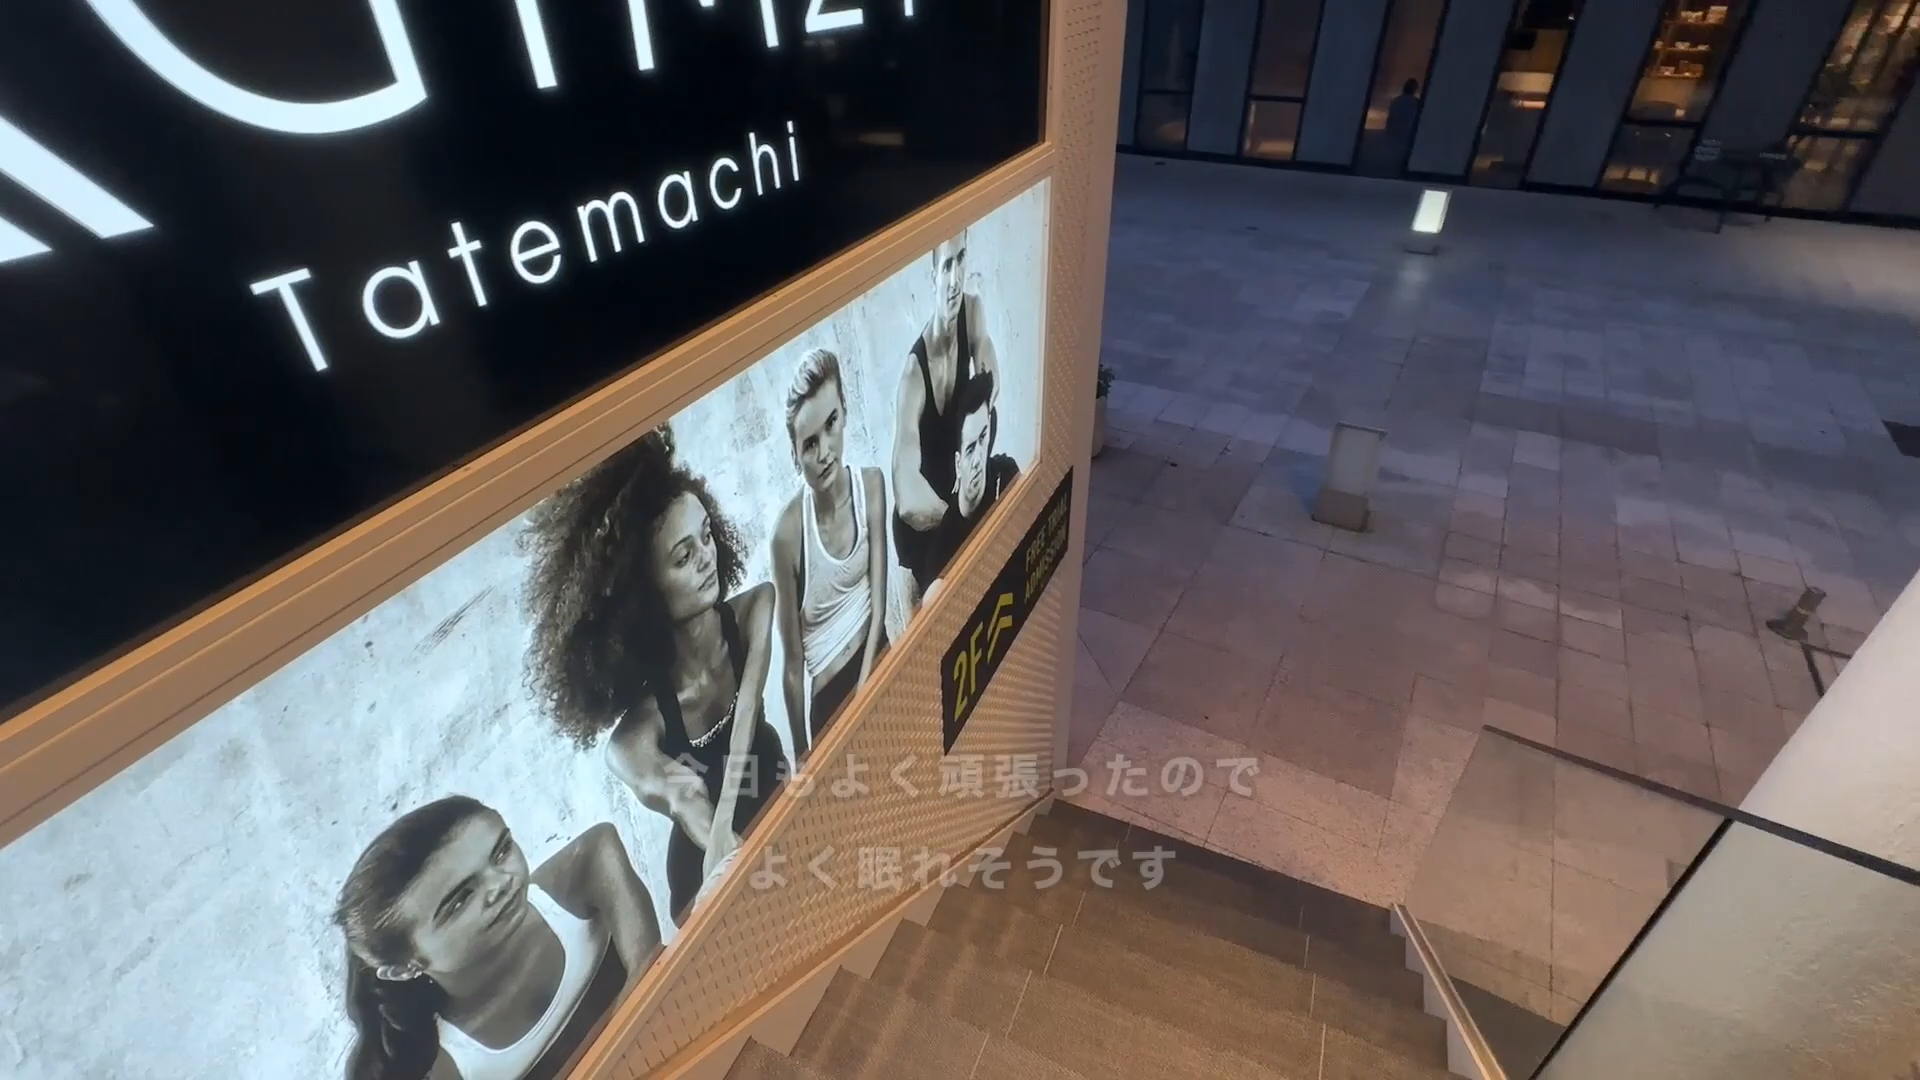 Tatemachi
FREE TRIAL
ADMISSION
2F
今日もよく頑張ったので
よく眠れそうです